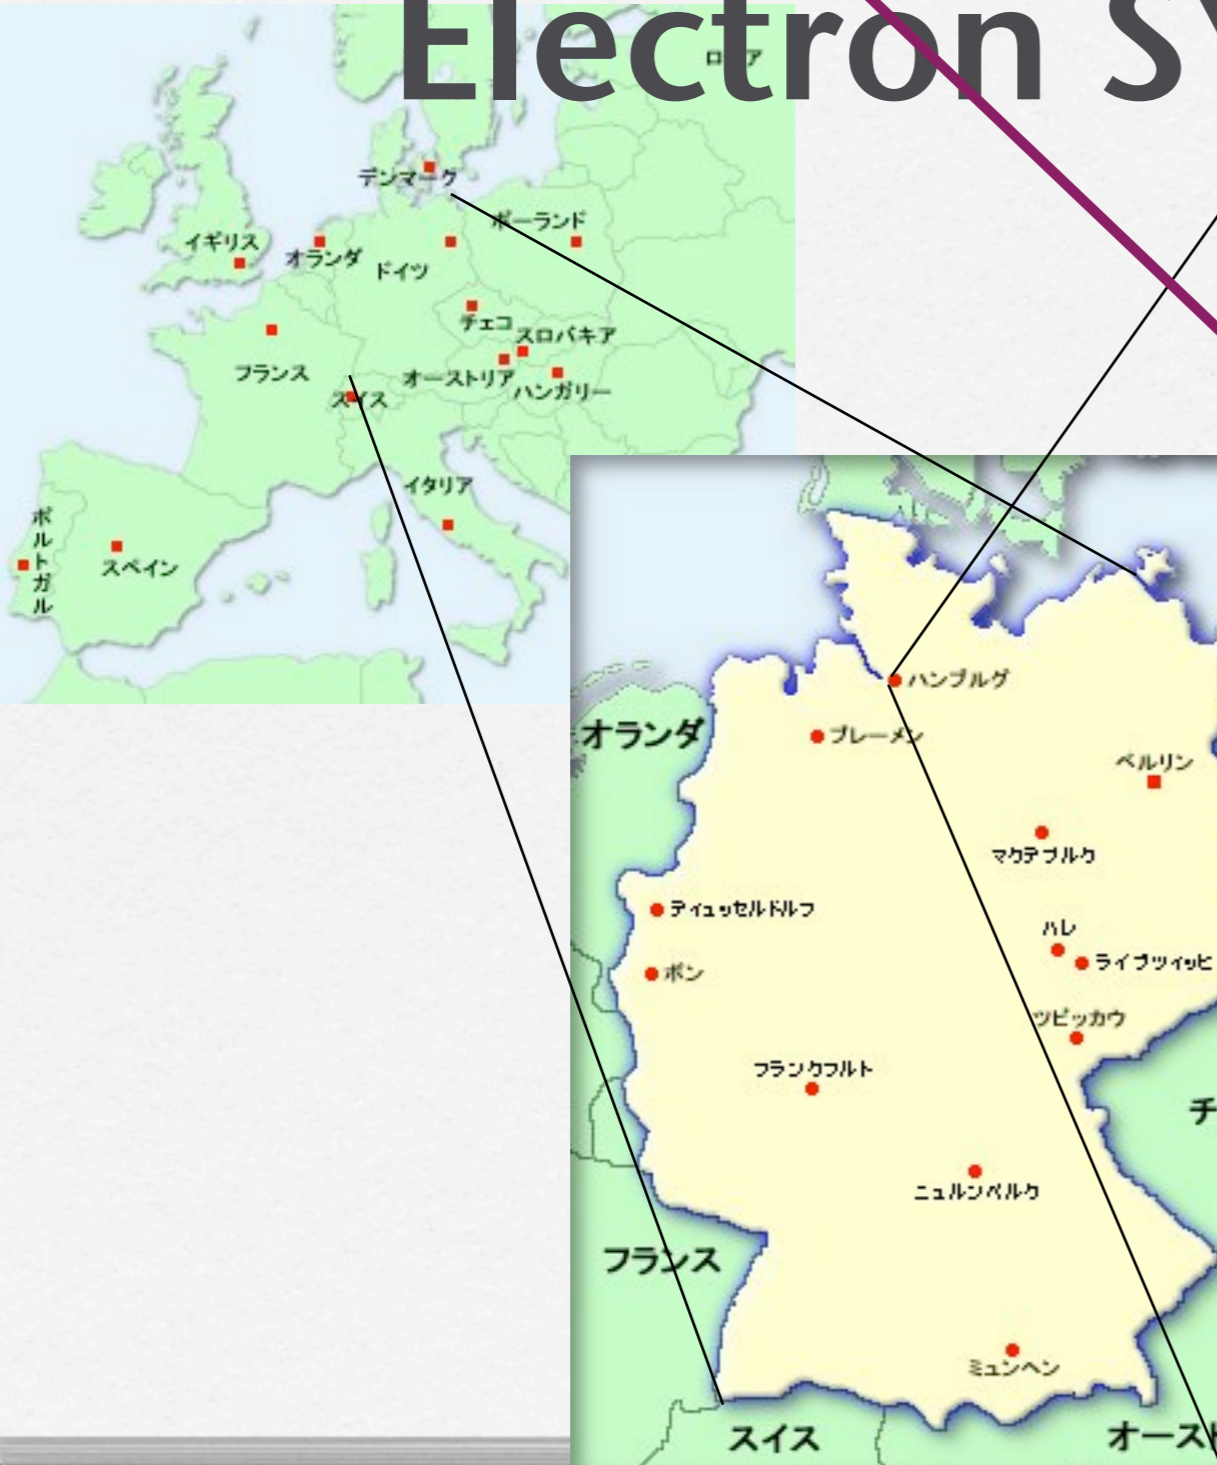 Electron SY
デンマーク
ポーランド
イギリス
オランダ
ドイツ
チェコ
スロバキア
フランス
オーストリア
ハンガリー
スイス
イタリア
ポルトガル
スペイン
ハンブルグ
オランダ
ブレーメン
ベルリン
マクデブルク
ディュッセルドルフ
ハレ
ボン
ライプツィッヒ
ツビッカウ
フランクフルト
チ
ニュルンベルク
フランス
ミュンヘン
スイス
オースト